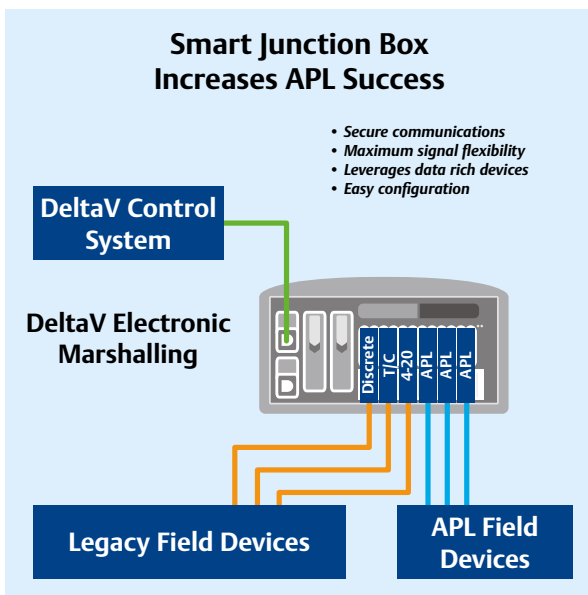 Smart Junction Box
Increases APL Success
• Secure communications
• Maximum signal flexibility
• Leverages data rich devices
• Easy configuration
DeltaV Control
System
DeltaV Electronic
Marshalling
Discrete
T/C
4-20
APL
APL
APL
Legacy Field Devices
APL Field
Devices